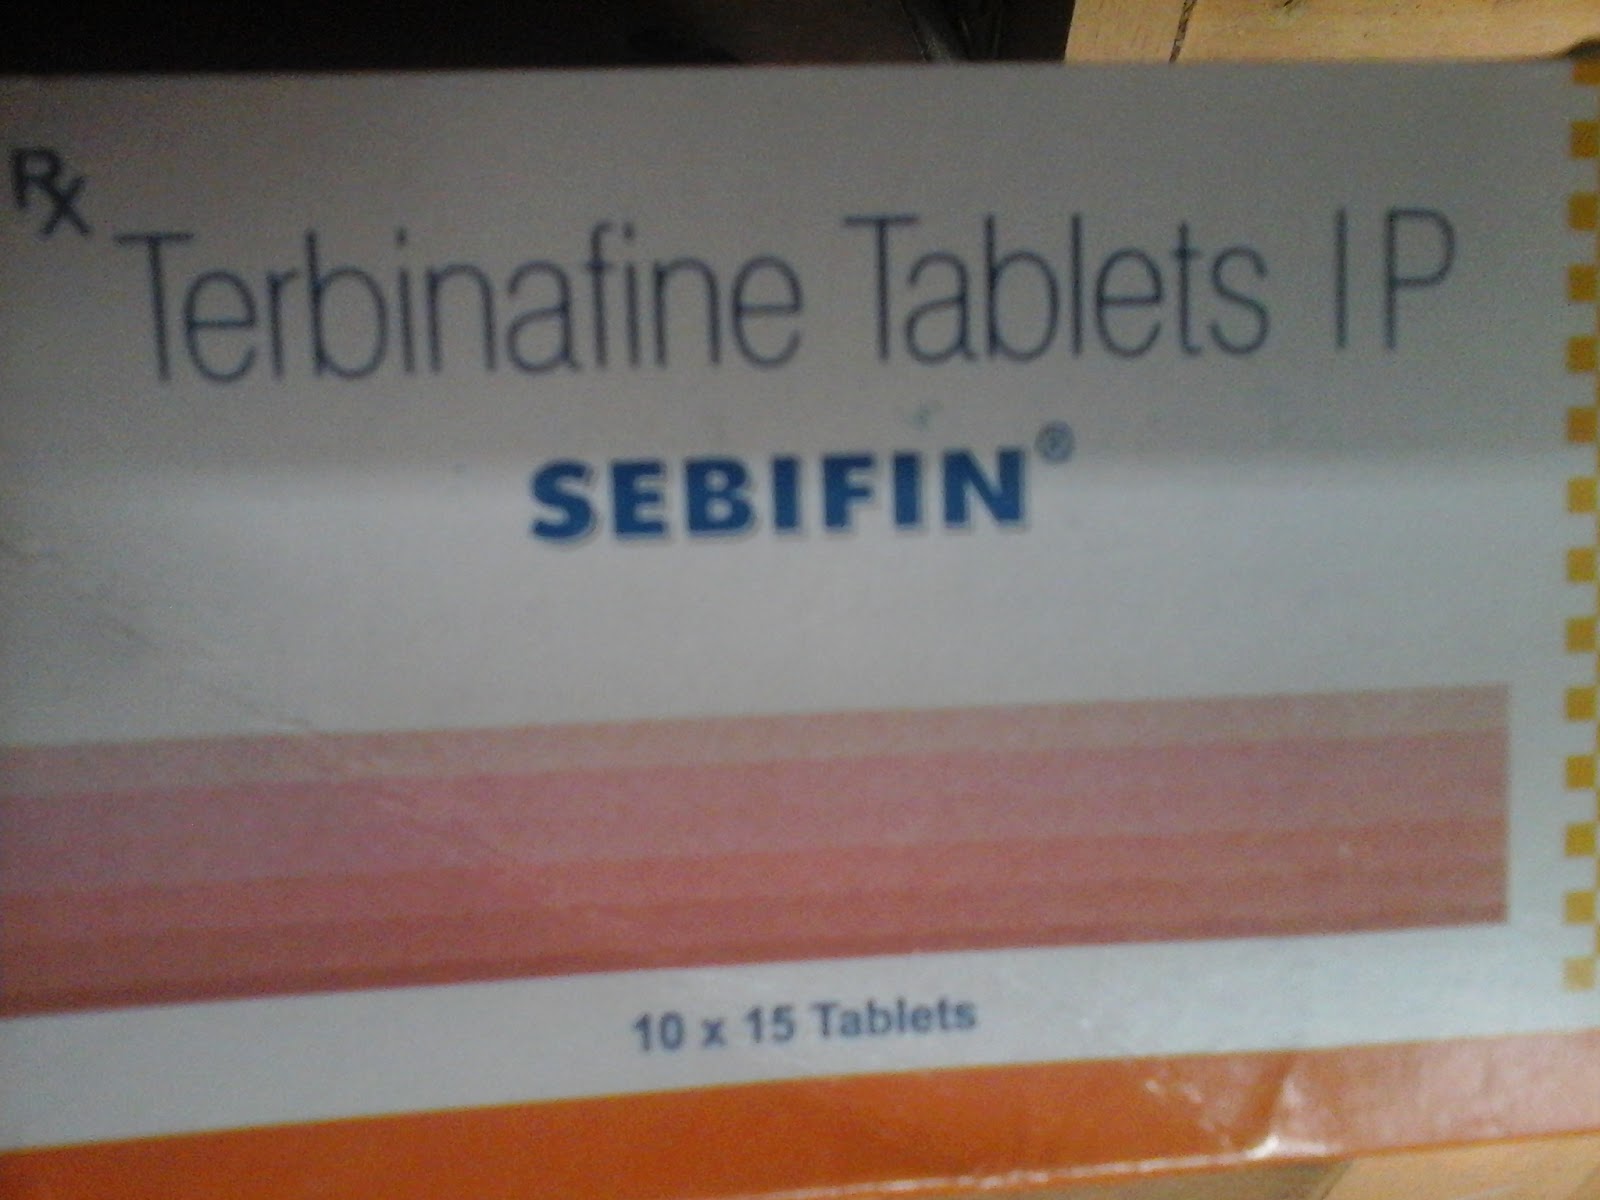 Rx
Terbinafine Tablets IP
SEBIFIN®
10 x 15 Tablets